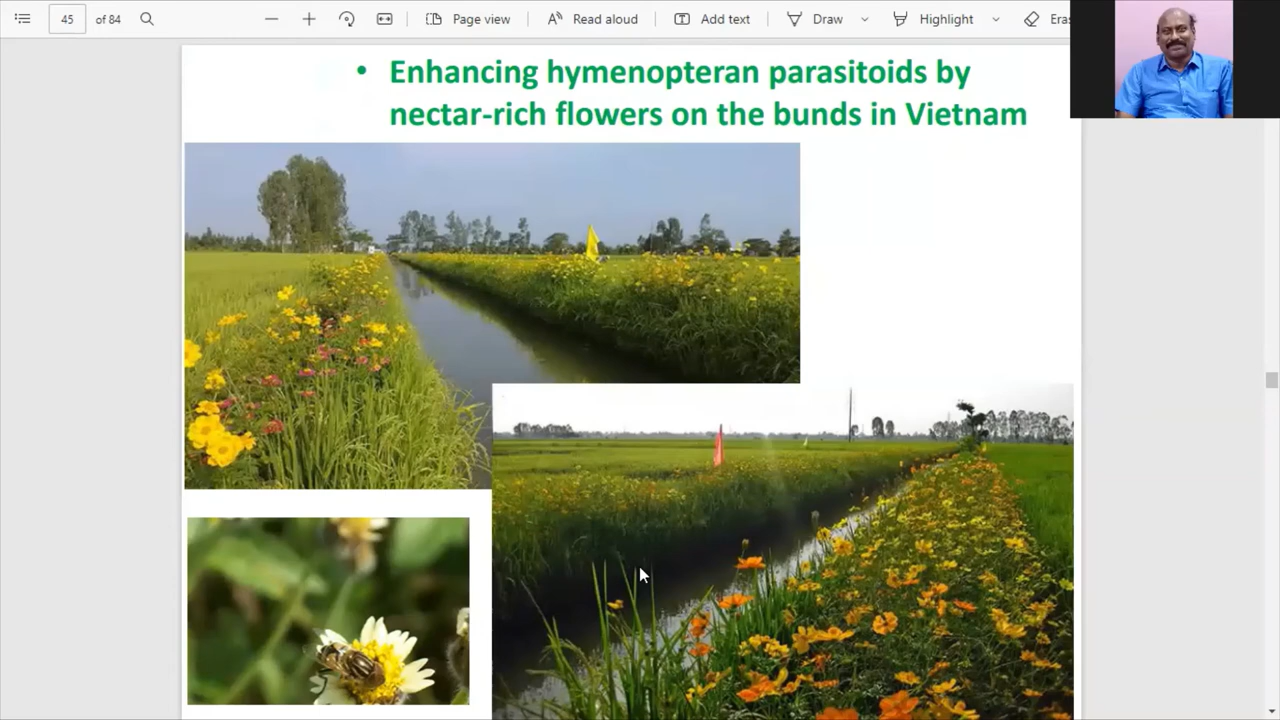 45 of 84 Page view Read aloud Add text Draw Highlight Eras
• Enhancing hymenopteran parasitoids by
nectar-rich flowers on the bunds in Vietnam